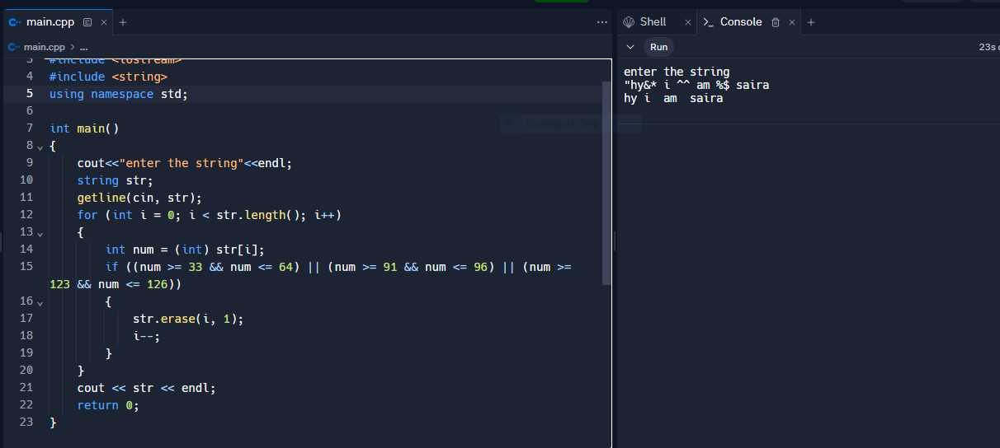 main.cpp
main.cpp > ...
3 #include <iostream>
4 #include <string>
5 using namespace std;
6
7 int main()
8 {
9 cout<<"enter the string"<<endl;
10 string str;
11 getline(cin, str);
12 for (int i = 0; i < str.length(); i++)
13 {
14 int num = (int) str[i];
15 if ((num >= 33 && num <= 64) || (num >= 91 && num <= 96) || (num >=
123 && num <= 126))
16 {
17 str.erase(i, 1);
18 i--;
19 }
20 }
21 cout << str << endl;
22 return 0;
23 }
Rectangular Snip
Shell
Console
Run
23s
enter the string
"hy&* i ^^ am %$ saira
hy i  am  saira